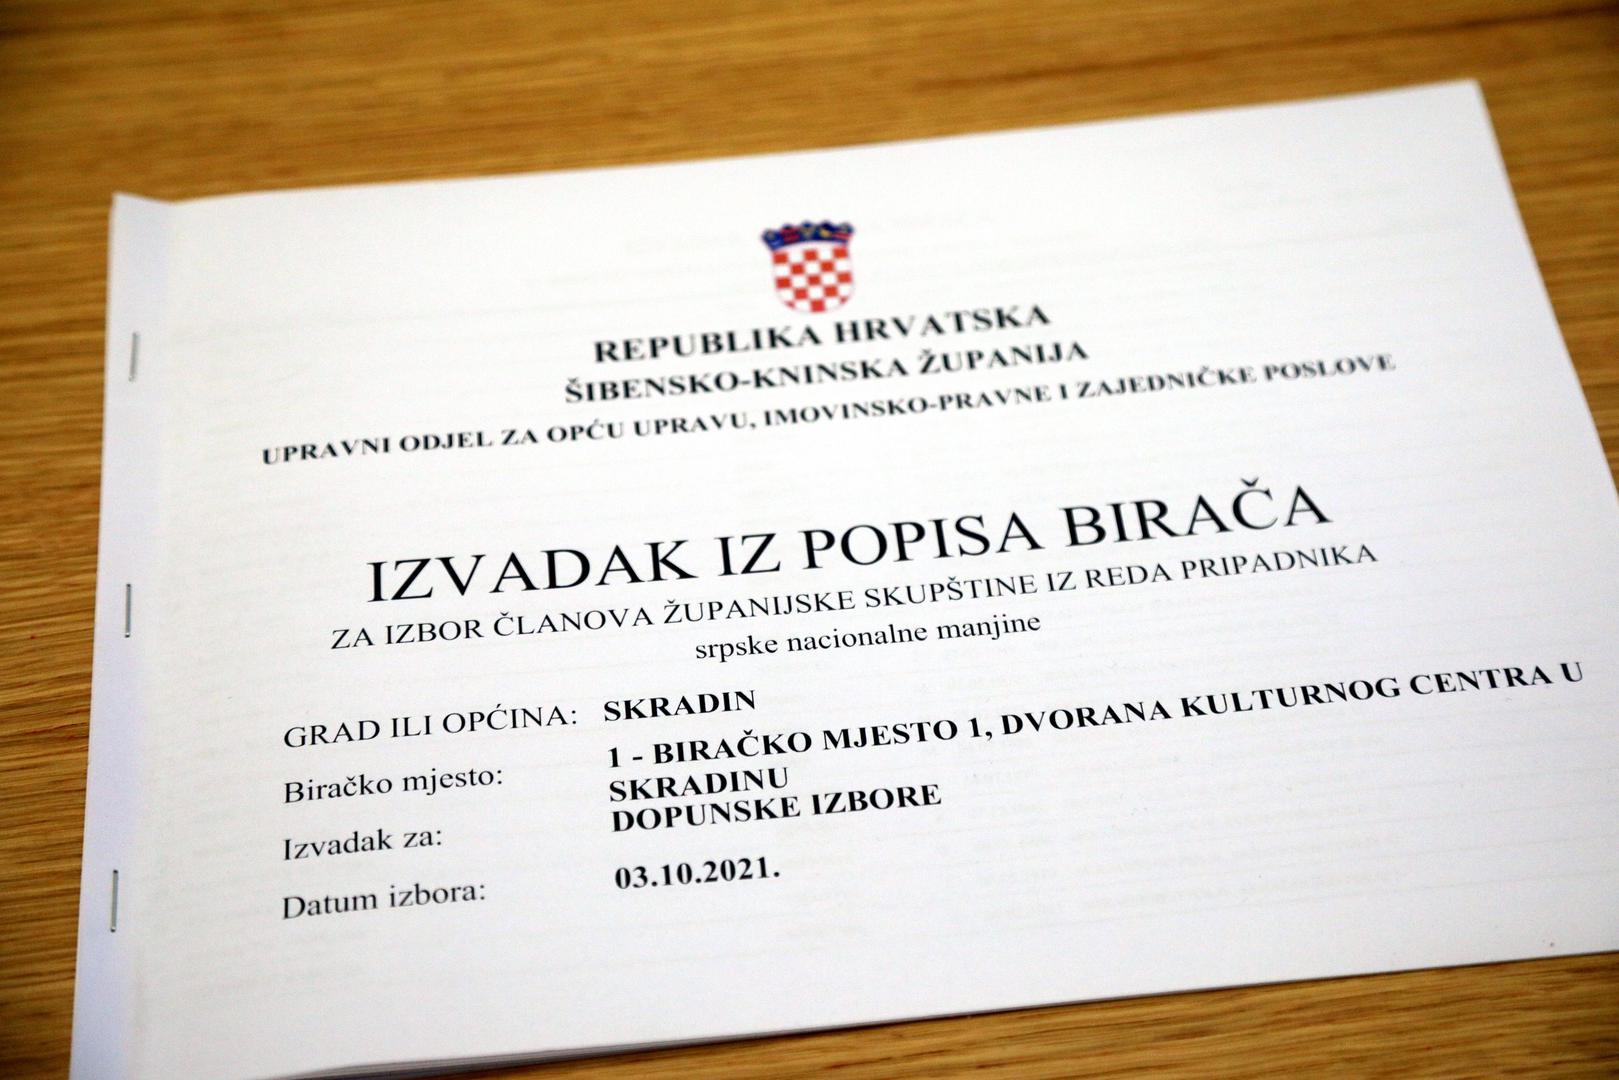 REPUBLIKA HRVATSKA
ŠIBENSKO-KNINSKA ŽUPANIJA
UPRAVNI ODJEL ZA OPĆU UPRAVU, IMOVINSKO-PRAVNE I ZAJEDNIČKE POSLOVE
IZVADAK IZ POPISA BIRAČA
ZA IZBOR ČLANOVA ŽUPANIJSKE SKUPŠTINE IZ REDA PRIPADNIKA
srpske nacionalne manjine
GRAD ILI OPĆINA: SKRADIN
Biračko mjesto: 1 - BIRAČKO MJESTO 1, DVORANA KULTURNOG CENTRA U
SKRADINU
Izvadak za: DOPUNSKE IZBORE
Datum izbora: 03.10.2021.